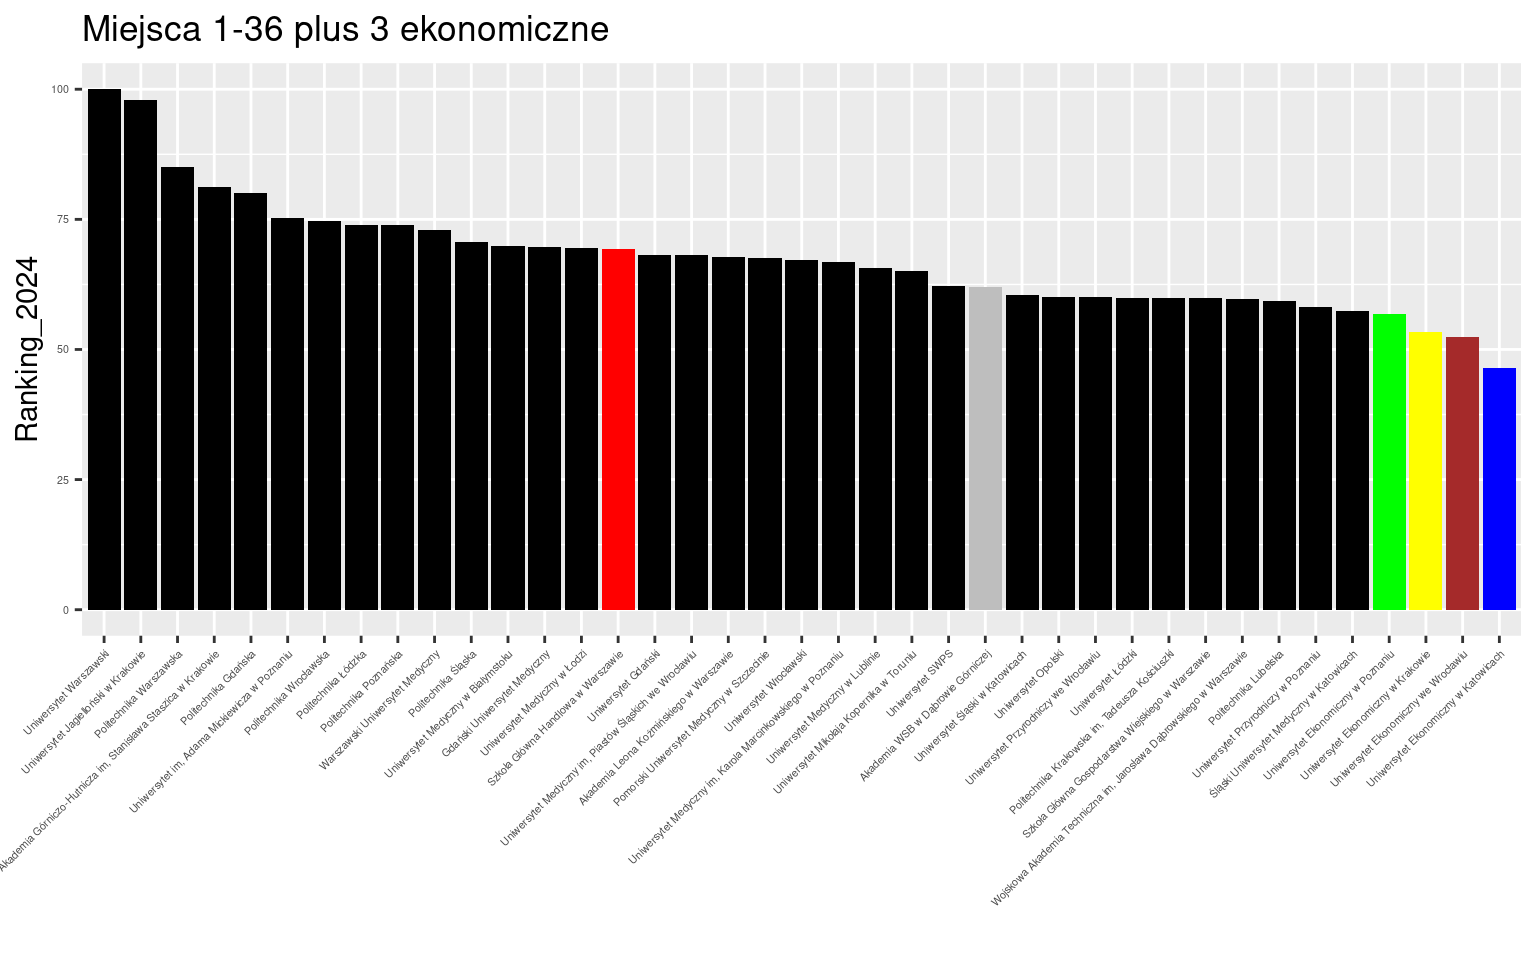 Miejsca 1-36 plus 3 ekonomiczne
Ranking_2024
100
75
50
25
0
Uniwersytet Warszawski
Uniwersytet Jagielloński w Krakowie
Politechnika Warszawska
Akademia Górniczo-Hutnicza im. Stanisława Staszica w Krakowie
Politechnika Gdańska
Uniwersytet im. Adama Mickiewicza w Poznaniu
Politechnika Wrocławska
Politechnika Łódzka
Politechnika Poznańska
Warszawski Uniwersytet Medyczny
Politechnika Śląska
Uniwersytet Medyczny w Białymstoku
Gdański Uniwersytet Medyczny
Uniwersytet Medyczny w Łodzi
Szkoła Główna Handlowa w Warszawie
Uniwersytet Gdański
Uniwersytet Medyczny im. Piastów Śląskich we Wrocławiu
Akademia Leona Koźmińskiego w Warszawie
Pomorski Uniwersytet Medyczny w Szczecinie
Uniwersytet Wrocławski
Uniwersytet Medyczny im. Karola Marcinkowskiego w Poznaniu
Uniwersytet Medyczny w Lublinie
Uniwersytet Mikołaja Kopernika w Toruniu
Uniwersytet SWPS
Akademia WSB w Dąbrowie Górniczej
Uniwersytet Śląski w Katowicach
Uniwersytet Opolski
Uniwersytet Przyrodniczy we Wrocławiu
Uniwersytet Łódzki
Politechnika Krakowska im. Tadeusza Kościuszki
Szkoła Główna Gospodarstwa Wiejskiego w Warszawie
Wojskowa Akademia Techniczna im. Jarosława Dąbrowskiego w Warszawie
Politechnika Lubelska
Uniwersytet Przyrodniczy w Poznaniu
Śląski Uniwersytet Medyczny w Katowicach
Uniwersytet Ekonomiczny w Poznaniu
Uniwersytet Ekonomiczny w Krakowie
Uniwersytet Ekonomiczny we Wrocławiu
Uniwersytet Ekonomiczny w Katowicach